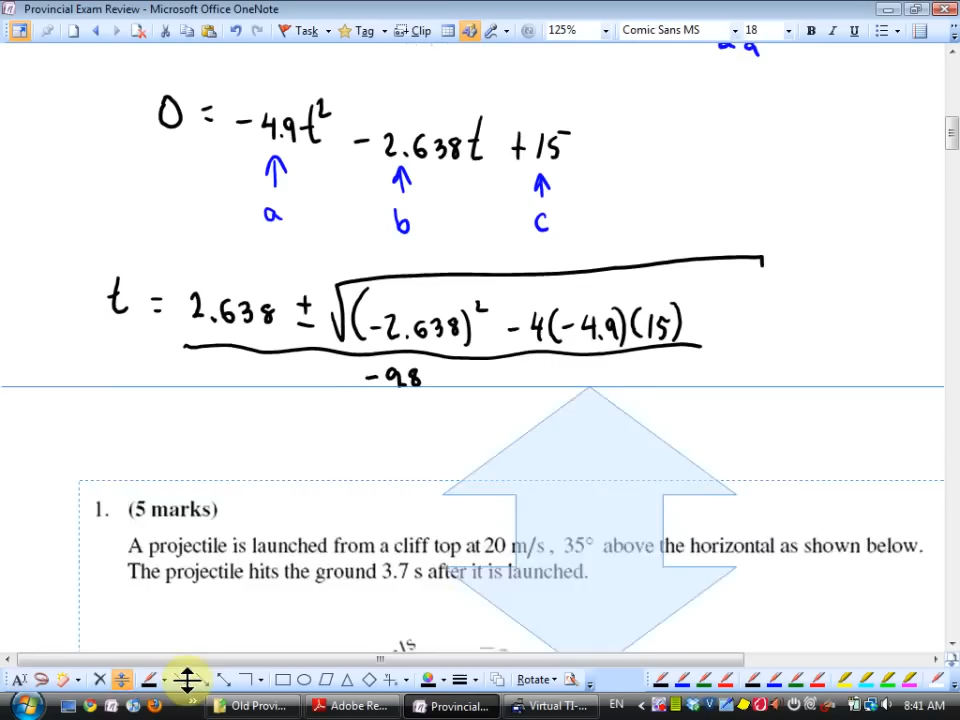 Provincial Exam Review - Microsoft Office OneNote
Task Tag Clip 125% Comic Sans MS 18 B I U
0 = -4.9t² - 2.638t + 15
a b c
t = 2.638 ± √(-2.638)² - 4(-4.9)(15)
-98
1. (5 marks)
A projectile is launched from a cliff top at 20 m/s , 35° above the horizontal as shown below.
The projectile hits the ground 3.7 s after it is launched.
Rotate
Old Provi... Adobe Re... Provincial... Virtual TI-... EN 8:41 AM